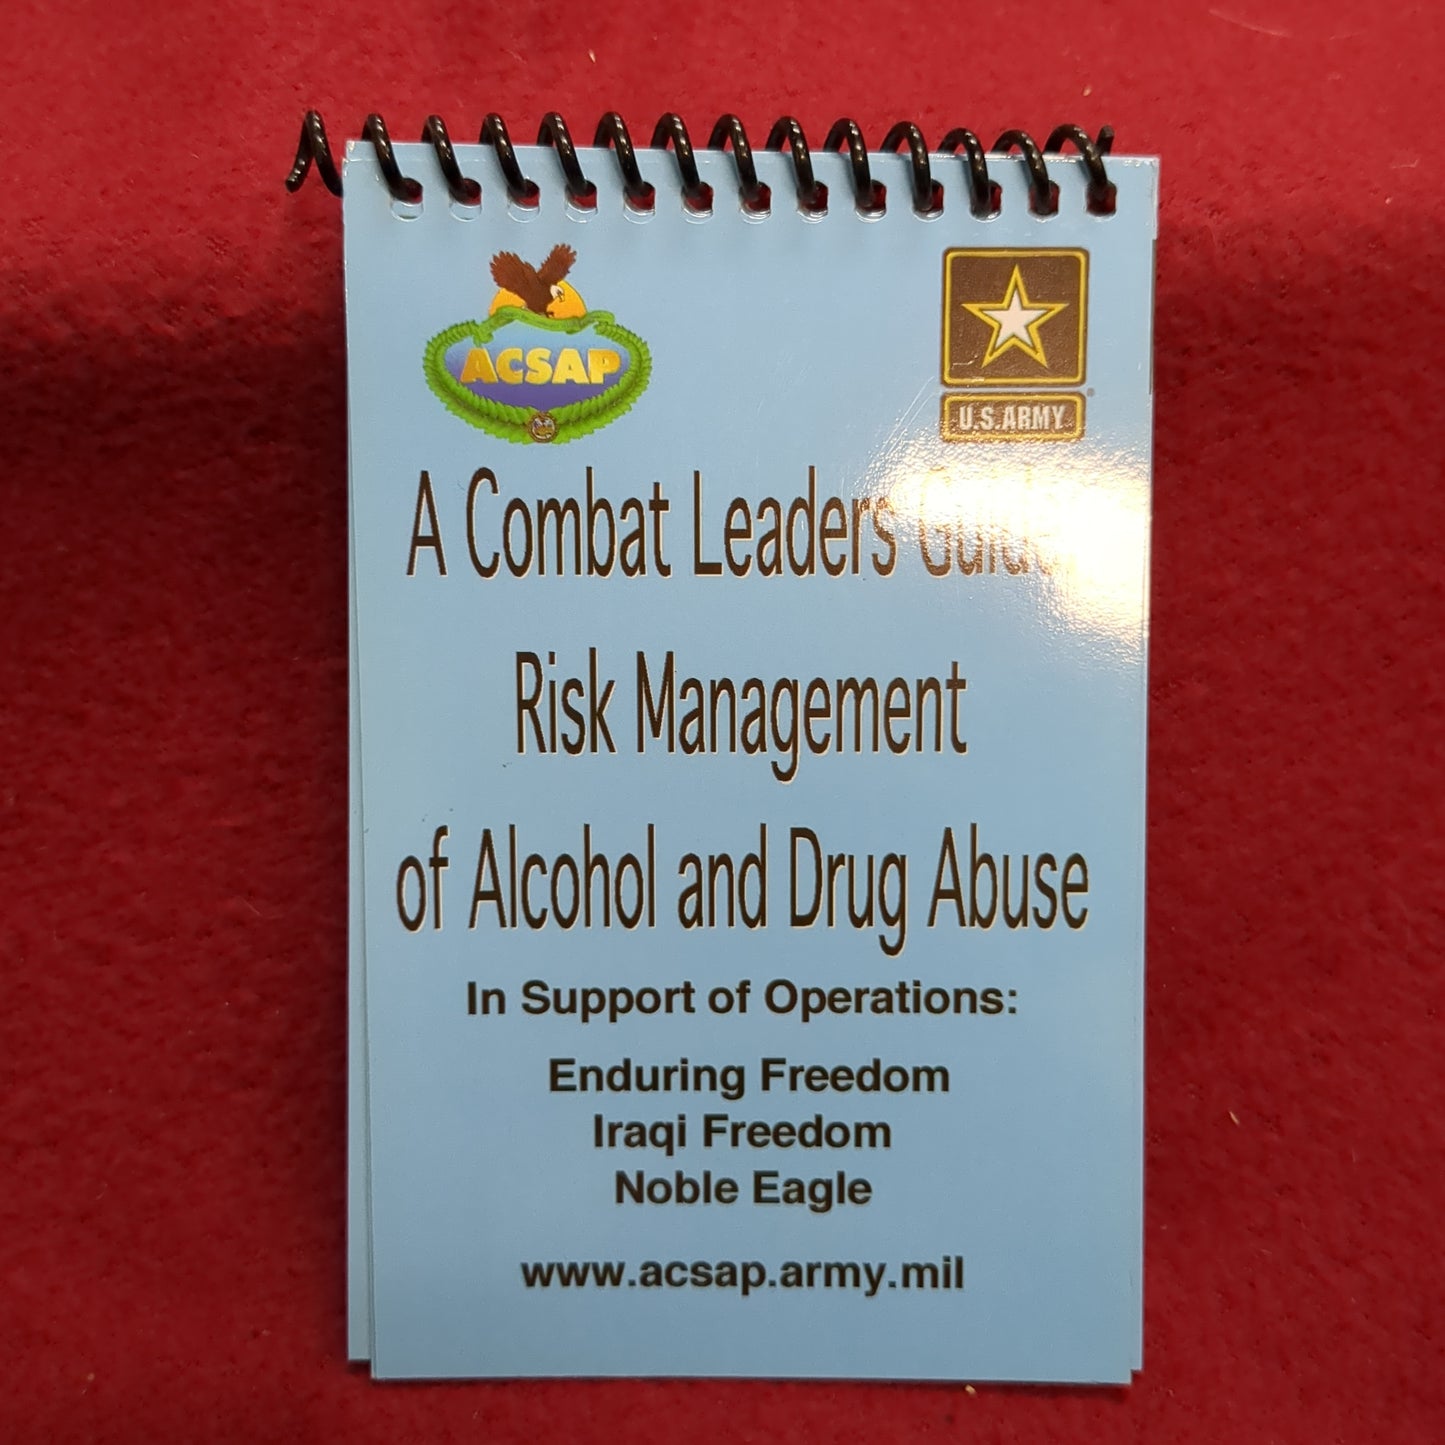 ACSAP
U.S.ARMY
A Combat Leaders Guide
Risk Management
of Alcohol and Drug Abuse
In Support of Operations:
Enduring Freedom
Iraqi Freedom
Noble Eagle
www.acsap.army.mil